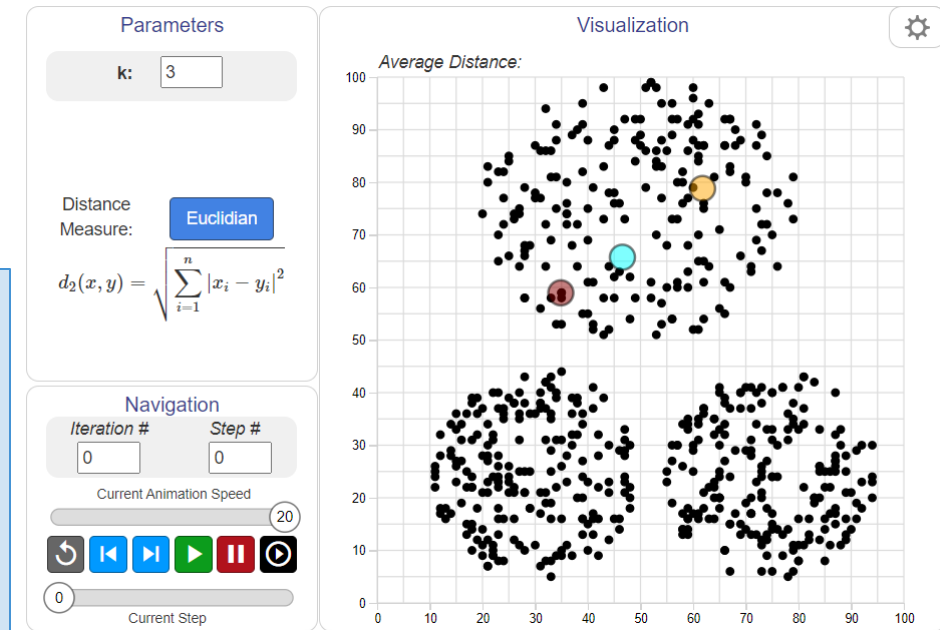 Parameters
k: 3
Distance
Measure:
Euclidian
d₂(x, y) = √∑ⁿᵢ₌₁ |xᵢ − yᵢ|²
Navigation
Iteration # Step #
0 0
Current Animation Speed
20
0
Current Step
Visualization
Average Distance:
100
90
80
70
60
50
40
30
20
10
0
0 10 20 30 40 50 60 70 80 90 100